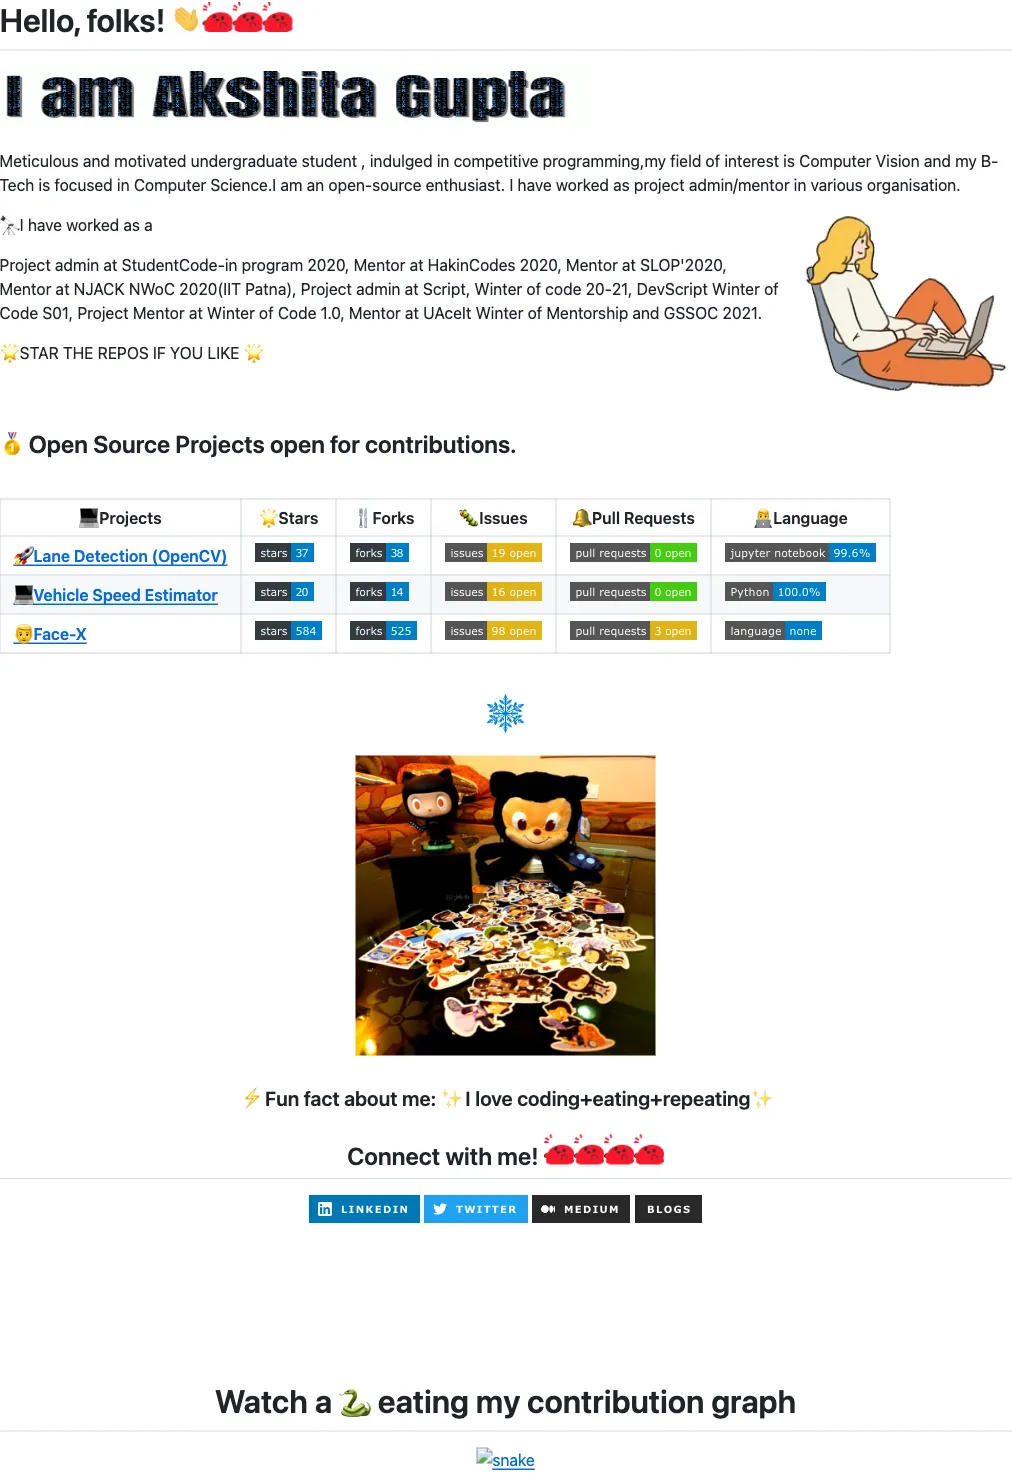 Hello, folks! 👋
I am Akshita Gupta
Meticulous and motivated undergraduate student , indulged in competitive programming,my field of interest is Computer Vision and my B-
Tech is focused in Computer Science.I am an open-source enthusiast. I have worked as project admin/mentor in various organisation.
🔭I have worked as a
Project admin at StudentCode-in program 2020, Mentor at HakinCodes 2020, Mentor at SLOP'2020,
Mentor at NJACK NWoC 2020(IIT Patna), Project admin at Script, Winter of code 20-21, DevScript Winter of
Code S01, Project Mentor at Winter of Code 1.0, Mentor at UAceIt Winter of Mentorship and GSSOC 2021.
🌟STAR THE REPOS IF YOU LIKE 🌟
🥇 Open Source Projects open for contributions.
💻Projects 🌟Stars 🍴Forks 🐛Issues 🔔Pull Requests 👨‍💻Language
🚀Lane Detection (OpenCV) stars 37 forks 38 issues 19 open pull requests 0 open jupyter notebook 99.6%
💻Vehicle Speed Estimator stars 20 forks 14 issues 16 open pull requests 0 open Python 100.0%
👨Face-X stars 584 forks 525 issues 98 open pull requests 3 open language none
⚡Fun fact about me: ✨I love coding+eating+repeating✨
Connect with me!
LINKEDIN TWITTER MEDIUM BLOGS
Watch a 🐍 eating my contribution graph
snake